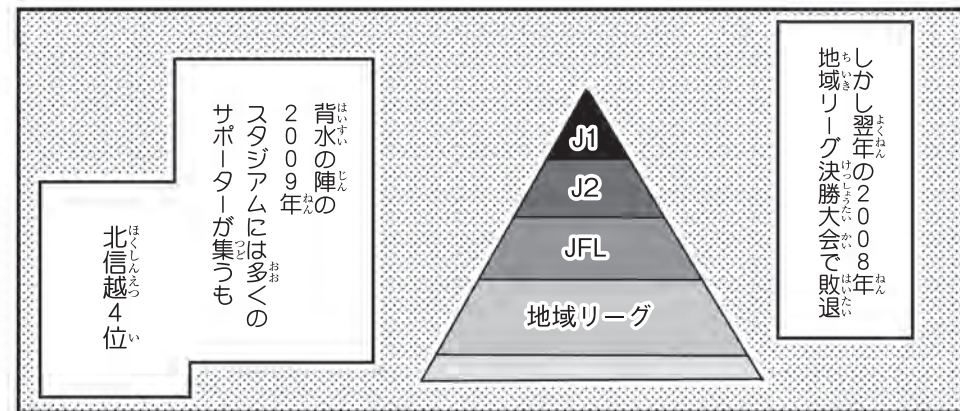 しかし翌年の2008年
地域リーグ決勝大会で敗退
J1
J2
JFL
地域リーグ
背水の陣の
2009年
スタジアムには多くの
サポーターが集うも
北信越4位